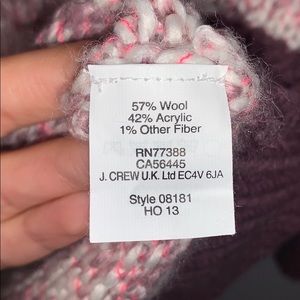 57% Wool
42% Acrylic
1% Other Fiber
RN77388
CA56445
J. CREW U.K. Ltd EC4V 6JA
Style 08181
HO 13